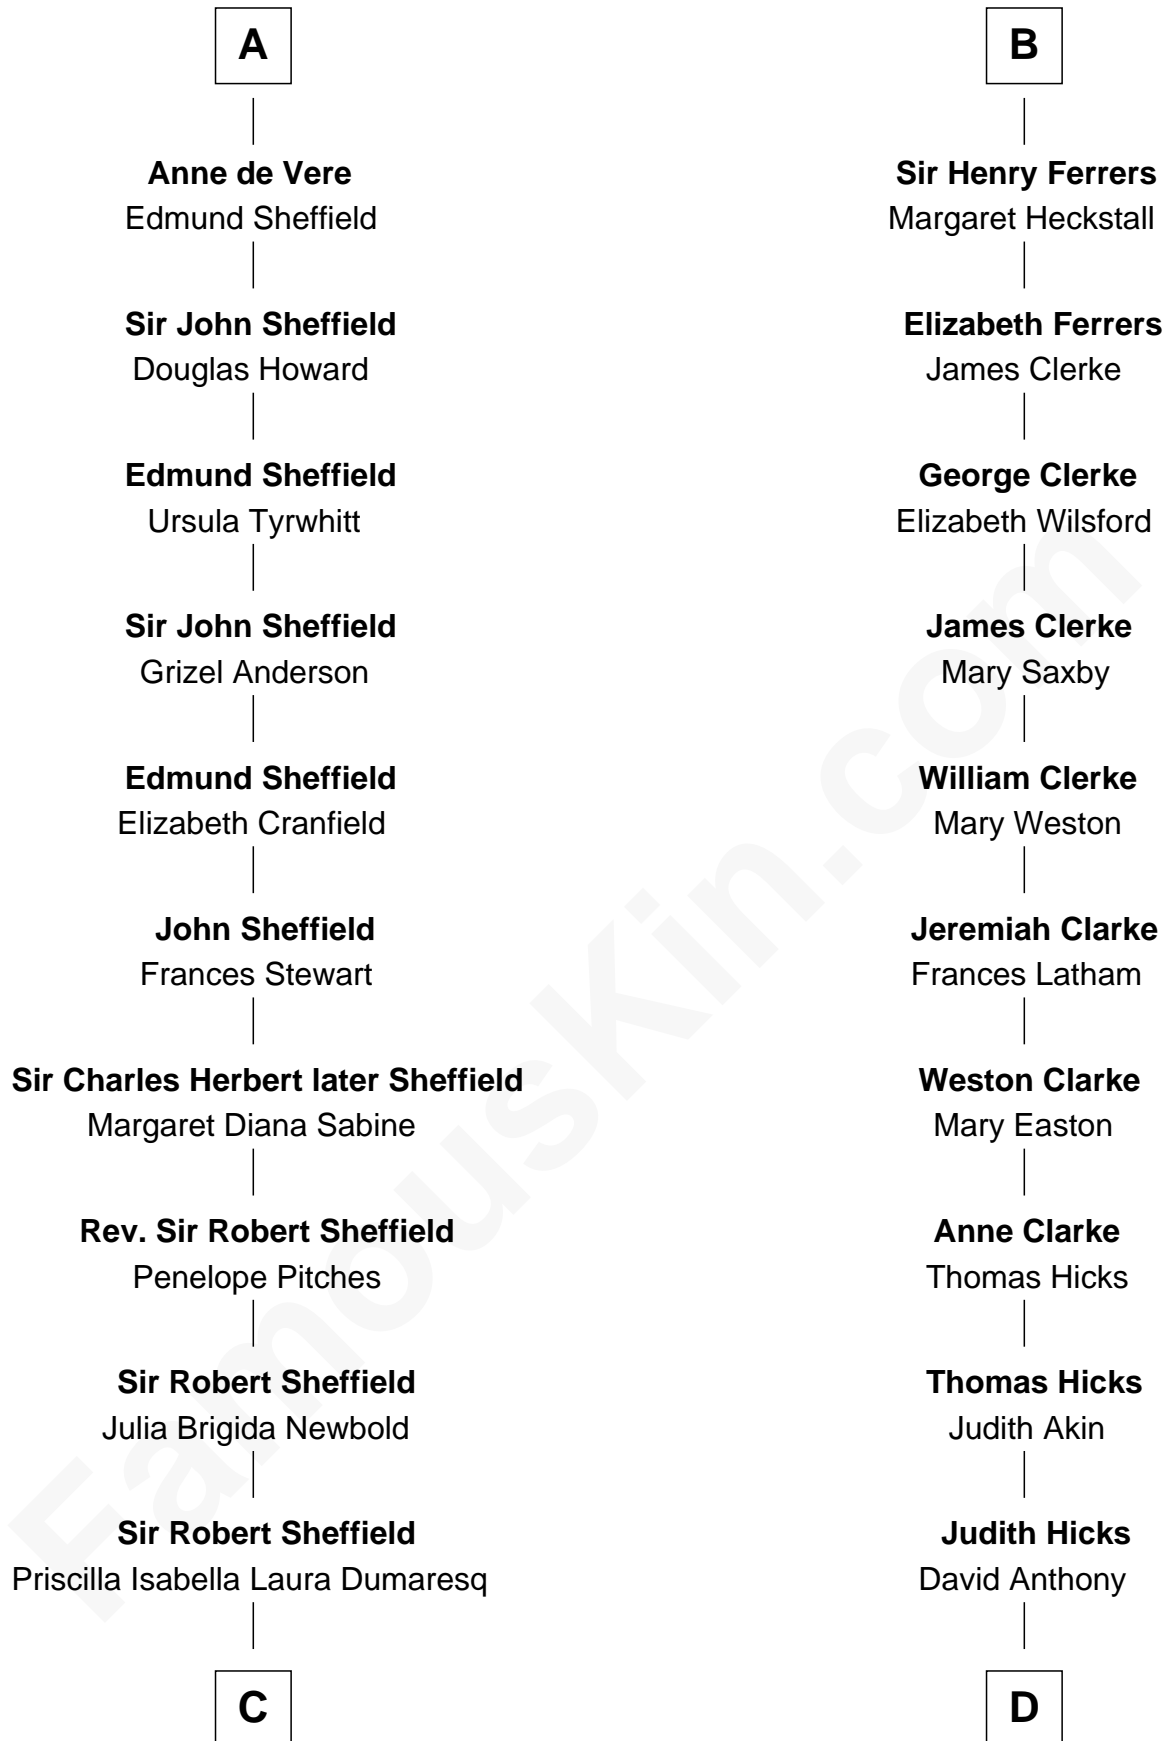 A
Anne de Vere
Edmund Sheffield
Sir John Sheffield
Douglas Howard
Edmund Sheffield
Ursula Tyrwhitt
Sir John Sheffield
Grizel Anderson
Edmund Sheffield
Elizabeth Cranfield
John Sheffield
Frances Stewart
Sir Charles Herbert later Sheffield
Margaret Diana Sabine
Rev. Sir Robert Sheffield
Penelope Pitches
Sir Robert Sheffield
Julia Brigida Newbold
Sir Robert Sheffield
Priscilla Isabella Laura Dumaresq
C
B
Sir Henry Ferrers
Margaret Heckstall
Elizabeth Ferrers
James Clerke
George Clerke
Elizabeth Wilsford
James Clerke
Mary Saxby
William Clerke
Mary Weston
Jeremiah Clarke
Frances Latham
Weston Clarke
Mary Easton
Anne Clarke
Thomas Hicks
Thomas Hicks
Judith Akin
Judith Hicks
David Anthony
D
FamousKin.com